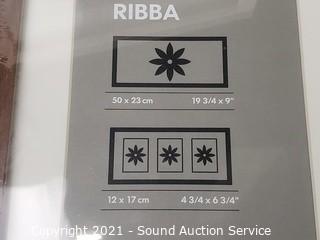 RIBBA
50 x 23 cm 19 3/4 x 9"
12 x 17 cm 4 3/4 x 6 3/4"
Copyright 2021 - Sound Auction Service